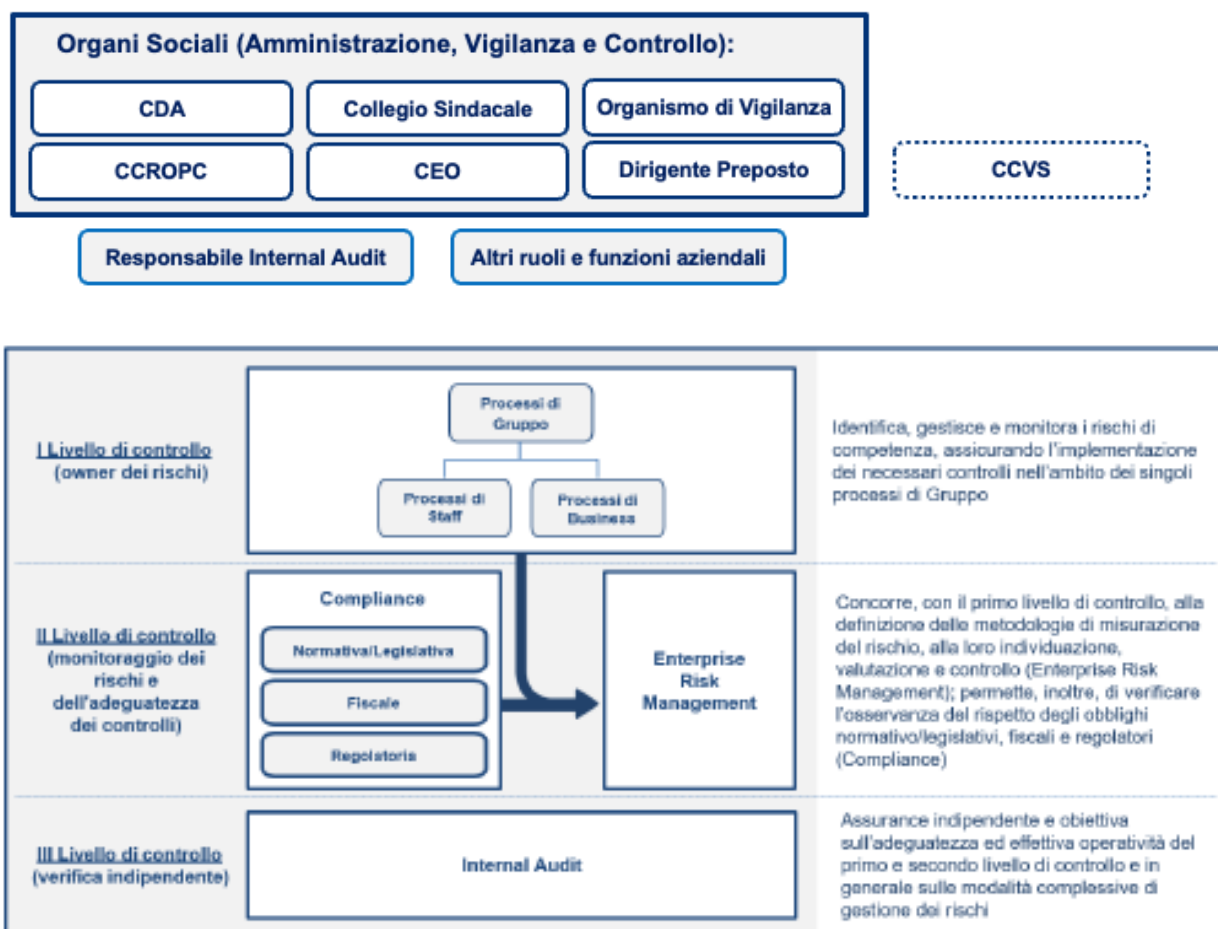 Organi Sociali (Amministrazione, Vigilanza e Controllo):
CDA
Collegio Sindacale
Organismo di Vigilanza
CCROPC
CEO
Dirigente Preposto
CCVS
Responsabile Internal Audit
Altri ruoli e funzioni aziendali
I Livello di controllo
(owner dei rischi)
Processi di
Gruppo
Processi di
Staff
Processi di
Business
Identifica, gestisce e monitora i rischi di
competenza, assicurando l'implementazione
dei necessari controlli nell'ambito dei singoli
processi di Gruppo
II Livello di controllo
(monitoraggio dei
rischi e
dell'adeguatezza
dei controlli)
Compliance
Normativa/Legislativa
Fiscale
Regolatoria
Enterprise
Risk
Management
Concorre, con il primo livello di controllo, alla
definizione delle metodologie di misurazione
del rischio, alla loro individuazione,
valutazione e controllo (Enterprise Risk
Management); permette, inoltre, di verificare
l'osservanza del rispetto degli obblighi
normativo/legislativi, fiscali e regolatori
(Compliance)
III Livello di controllo
(verifica indipendente)
Internal Audit
Assurance indipendente e obiettiva
sull'adeguatezza ed effettiva operatività del
primo e secondo livello di controllo e in
generale sulle modalità complessive di
gestione dei rischi